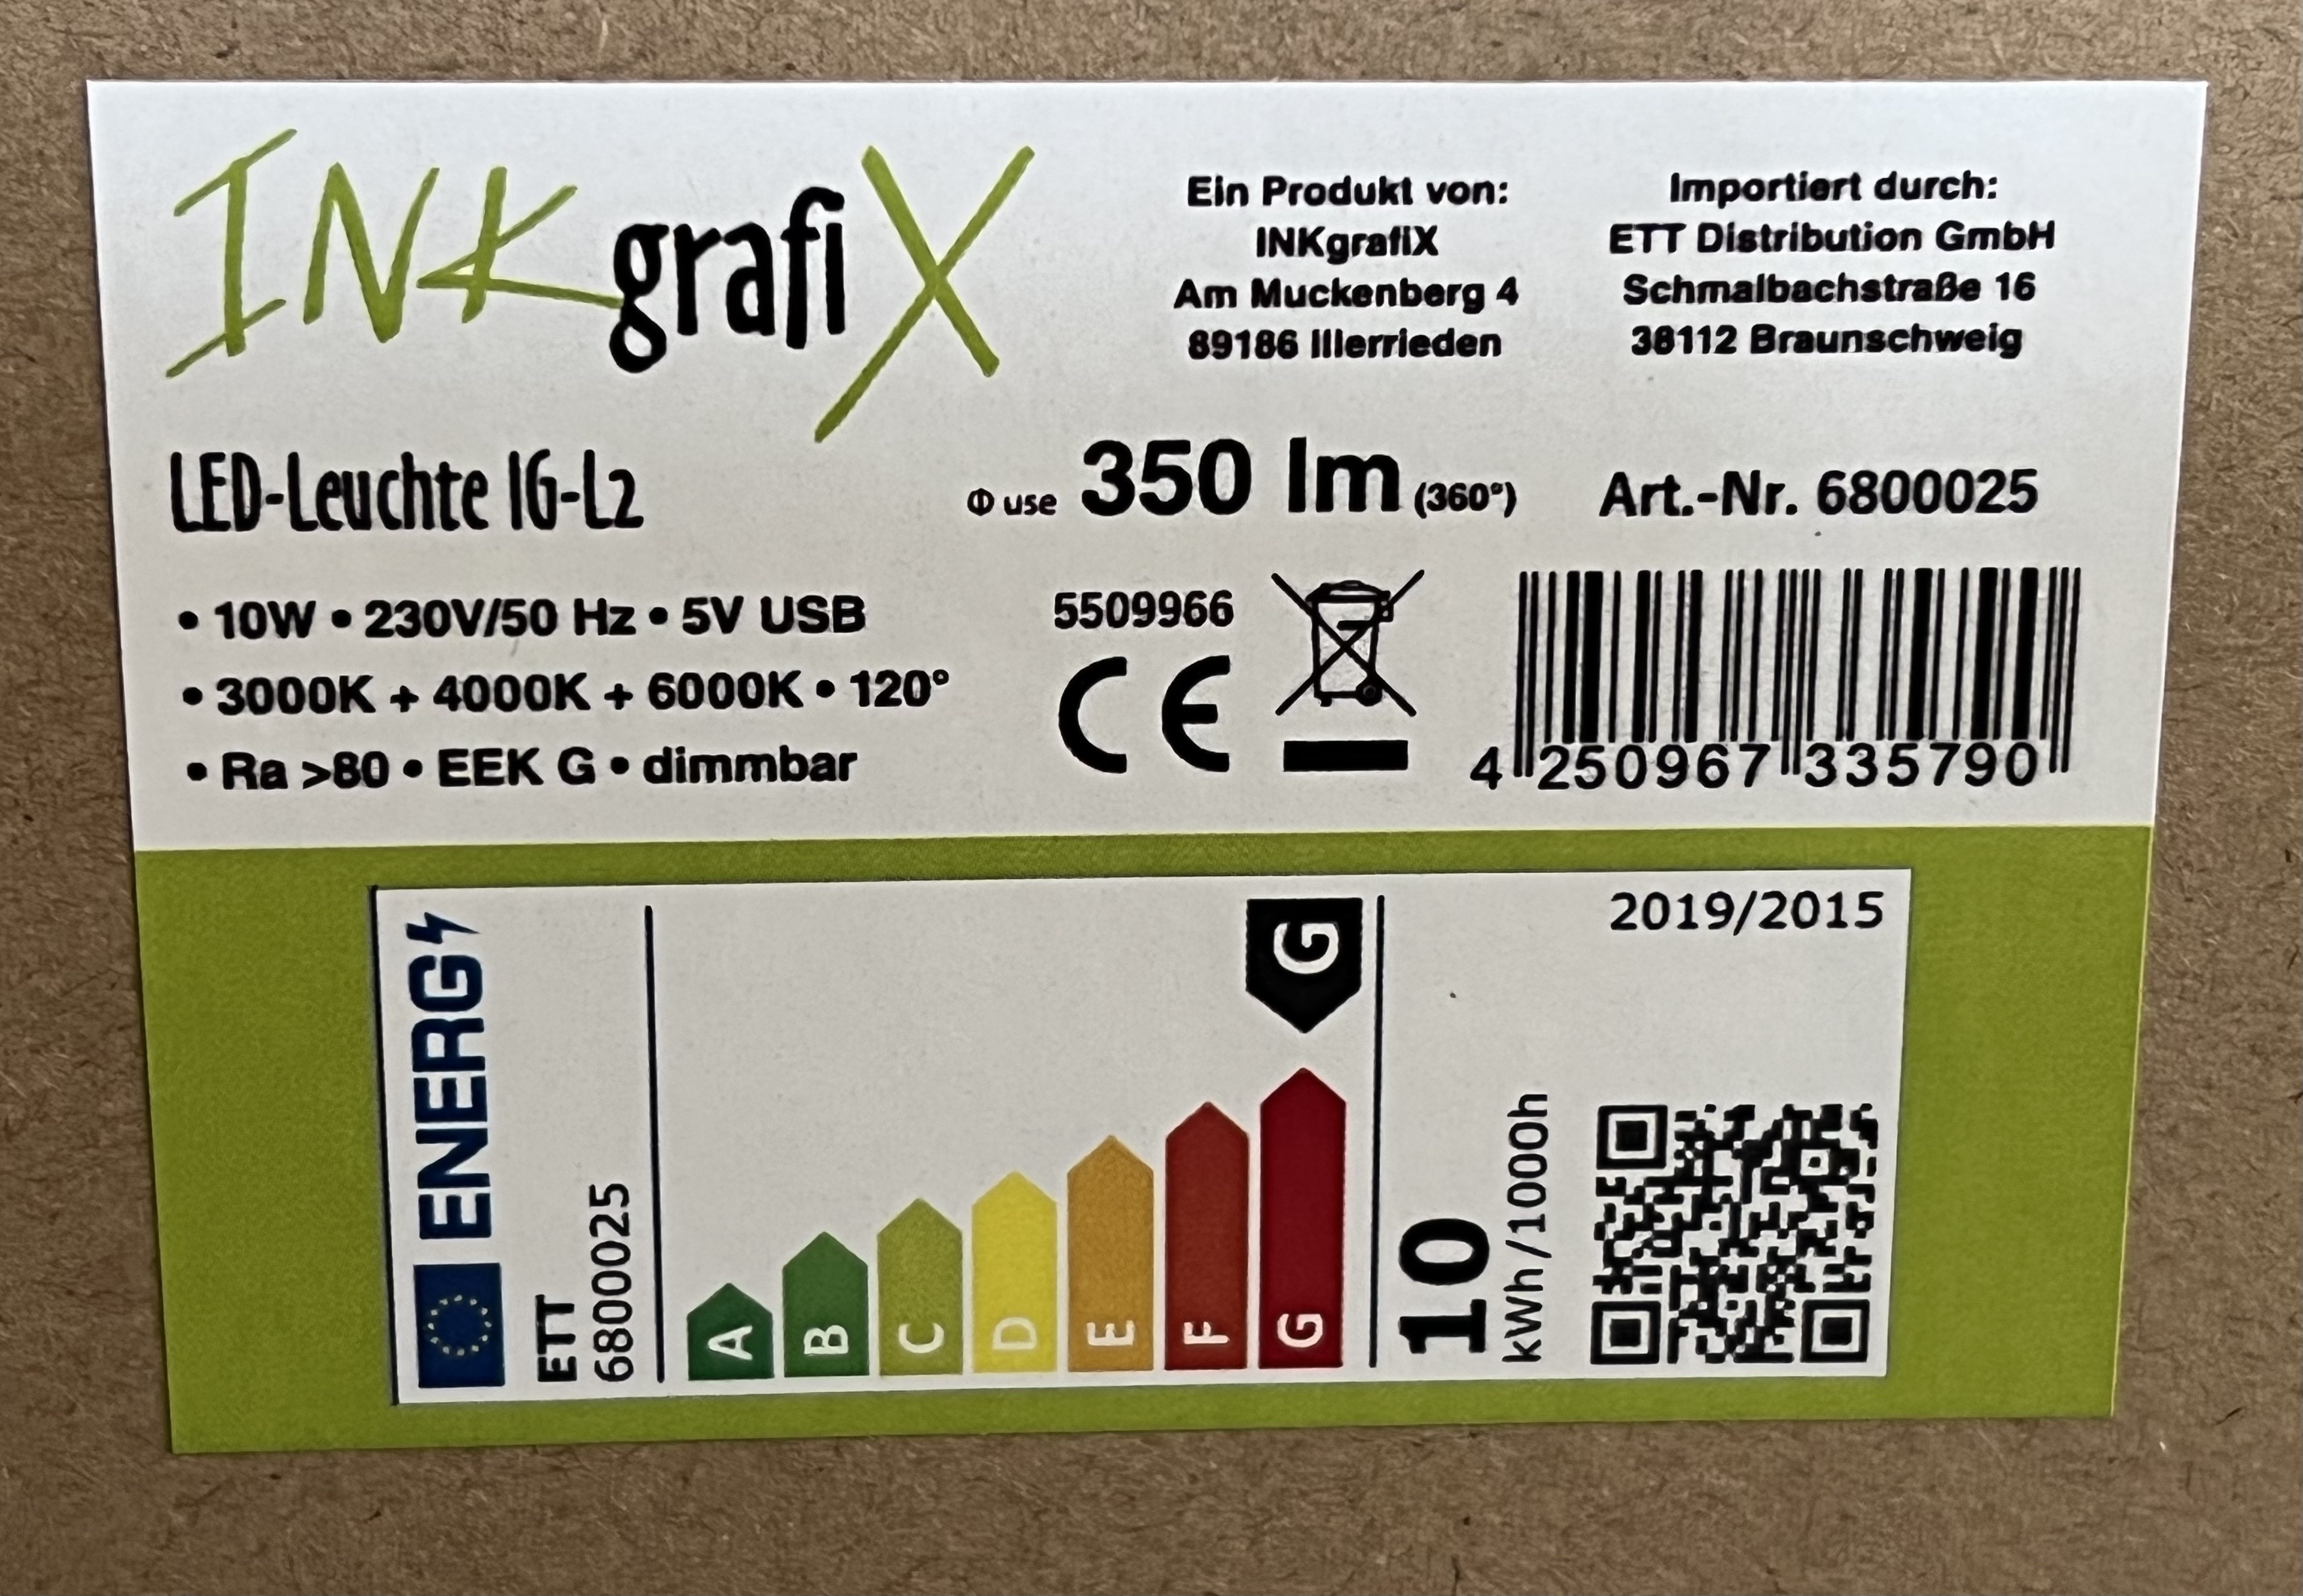 INKgrafiX
Ein Produkt von:
INKgrafiX
Am Muckenberg 4
89186 Illerrieden
Importiert durch:
ETT Distribution GmbH
Schmalbachstraße 16
38112 Braunschweig
LED-Leuchte IG-L2
Φ use 350 lm (360°)
Art.-Nr. 6800025
• 10W • 230V/50 Hz • 5V USB
• 3000K + 4000K + 6000K • 120°
• Ra >80 • EEK G • dimmbar
5509966
CE
4 250967 335790
ENERG
ETT
6800025
A
B
C
D
E
F
G
G
10
kWh/1000h
2019/2015